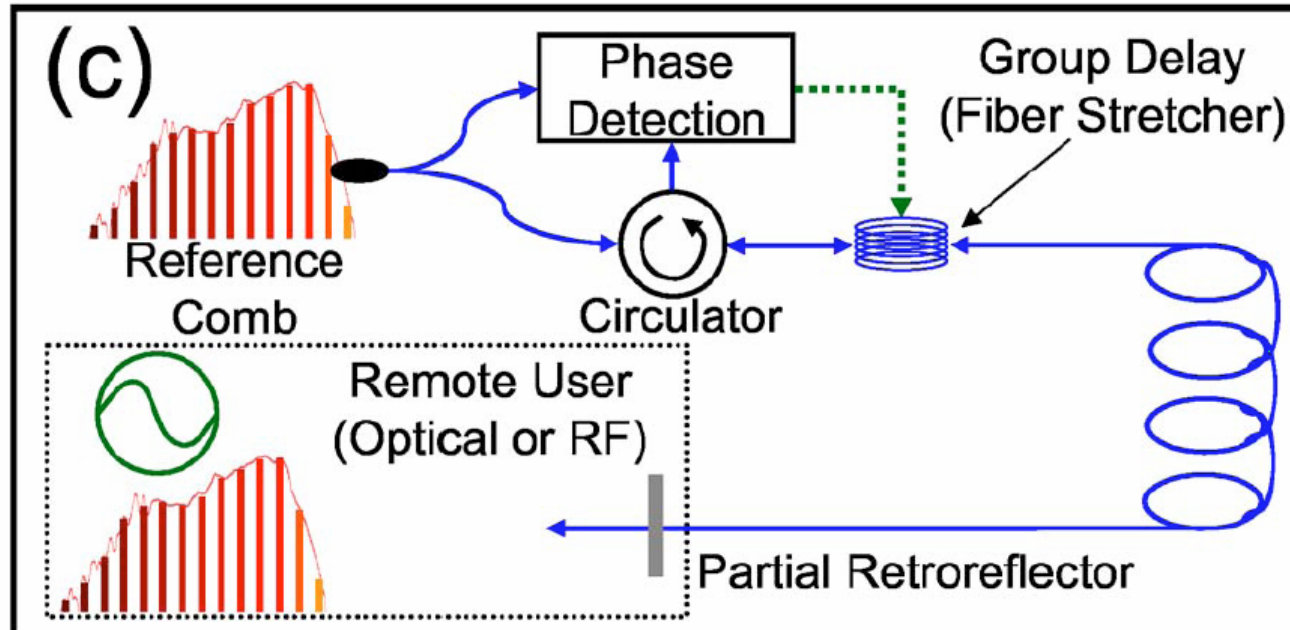 (c)
Phase
Detection
Group Delay
(Fiber Stretcher)
Reference
Comb
Circulator
Remote User
(Optical or RF)
Partial Retroreflector